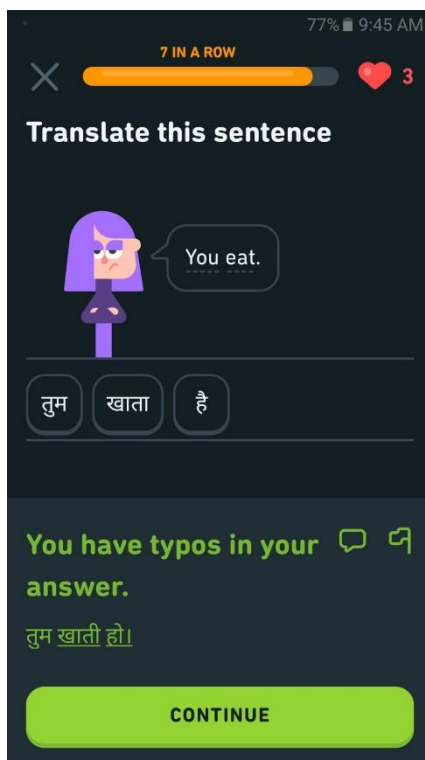 77% 9:45 AM
7 IN A ROW
3
Translate this sentence
You eat.
तुम खाता है
You have typos in your
answer.
तुम खाती हो।
CONTINUE